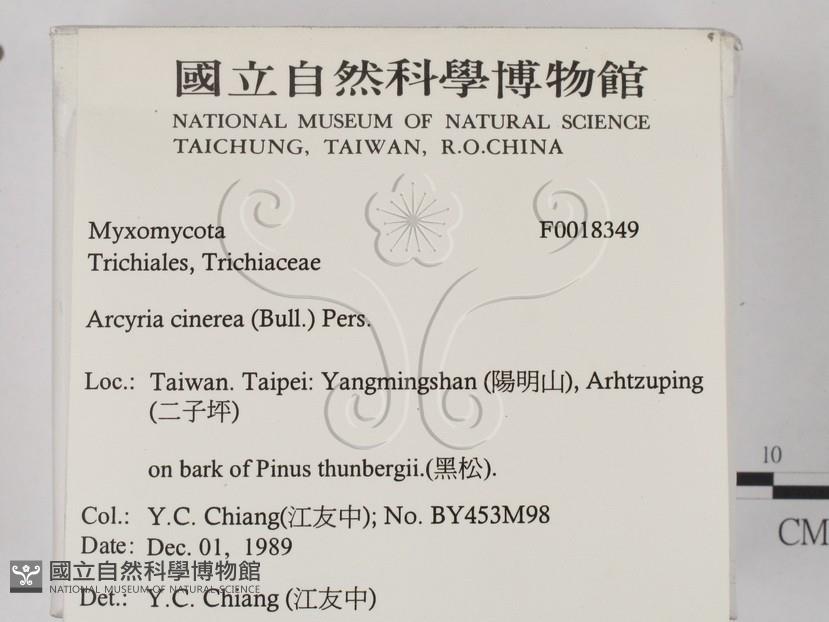 國立自然科學博物館
NATIONAL MUSEUM OF NATURAL SCIENCE
TAICHUNG, TAIWAN, R.O.CHINA
Myxomycota F0018349
Trichiales, Trichiaceae
Arcyria cinerea (Bull.) Pers.
Loc.: Taiwan. Taipei: Yangmingshan (陽明山), Arhtzuping
(二子坪)
on bark of Pinus thunbergii.(黑松).
10
CM
Col.: Y.C. Chiang(江友中); No. BY453M98
Date: Dec. 01, 1989
國立自然科學博物館
NATIONAL MUSEUM OF NATURAL SCIENCE
Det.: Y.C. Chiang (江友中)